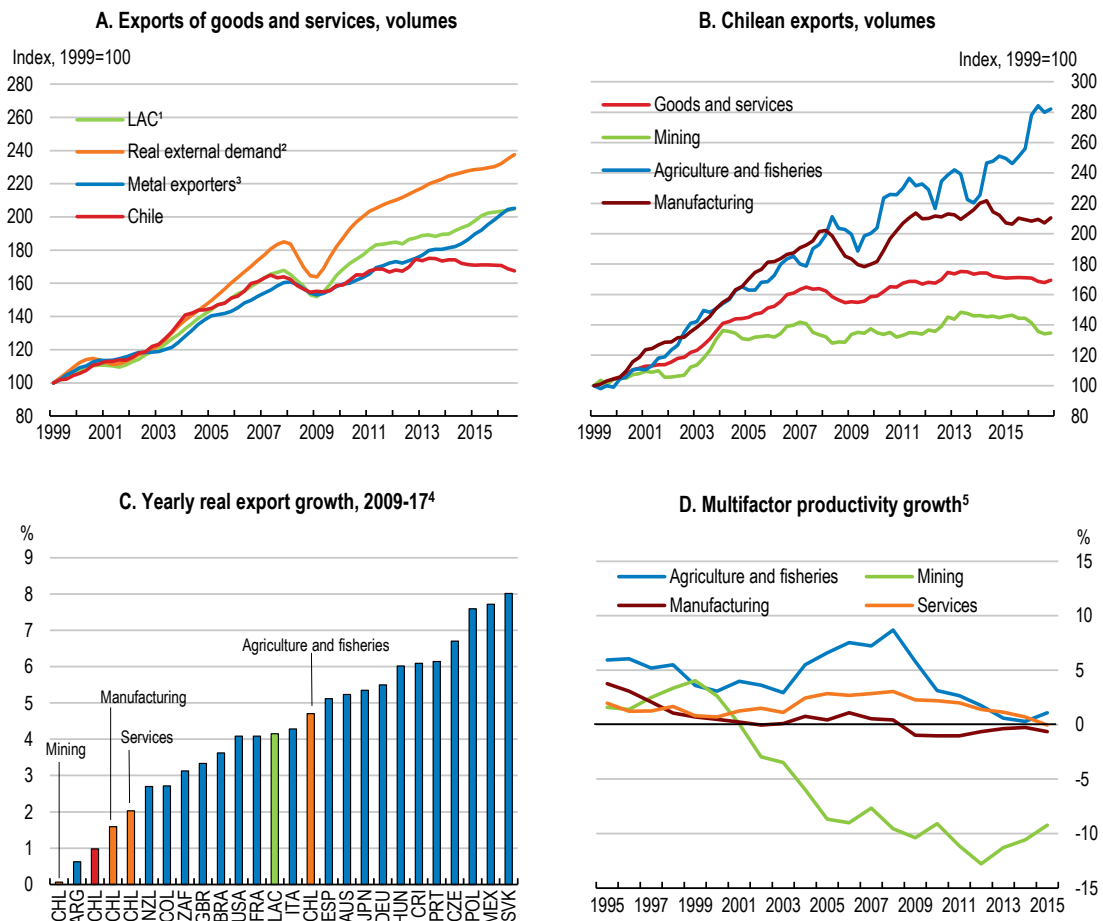 A. Exports of goods and services, volumes
Index, 1999=100
280
260
240
220
200
180
160
140
120
100
80
LAC¹
Real external demand²
Metal exporters³
Chile
1999 2001 2003 2005 2007 2009 2011 2013 2015
B. Chilean exports, volumes
Index, 1999=100
300
280
260
240
220
200
180
160
140
120
100
80
Goods and services
Mining
Agriculture and fisheries
Manufacturing
1999 2001 2003 2005 2007 2009 2011 2013 2015
C. Yearly real export growth, 2009-17⁴
%
9
8
7
6
5
4
3
2
1
0
Mining
Manufacturing
Services
Agriculture and fisheries
CHL ARG CHL CHL CHL NZL COL ZAF GBR BRA USA FRA LAC ITA CHL ESP AUS JPN DEU HUN CRI PRT CZE POL MEX SVK
D. Multifactor productivity growth⁵
%
15
10
5
0
-5
-10
-15
Agriculture and fisheries Mining
Manufacturing Services
1995 1997 1999 2001 2003 2005 2007 2009 2011 2013 2015